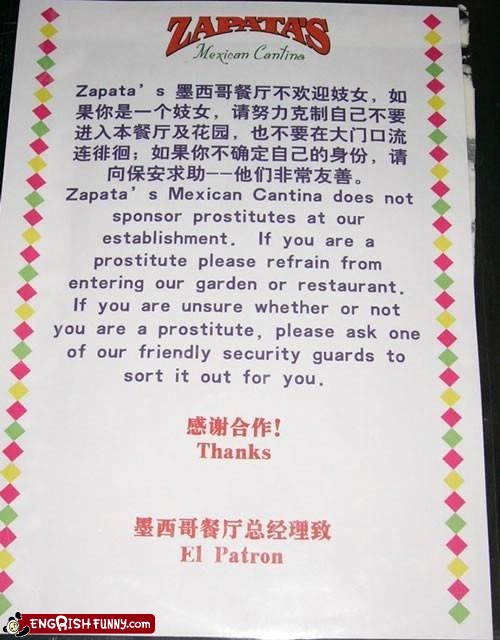 ZAPATA'S
Mexican Cantina
Zapata's 墨西哥餐厅不欢迎妓女，如
果你是一个妓女，请努力克制自己不要
进入本餐厅及花园，也不要在大门口流
连徘徊；如果你不确定自己的身份，请
向保安求助--他们非常友善。
Zapata's Mexican Cantina does not
sponsor prostitutes at our
establishment. If you are a
prostitute please refrain from
entering our garden or restaurant.
If you are unsure whether or not
you are a prostitute, please ask one
of our friendly security guards to
sort it out for you.
感谢合作!
Thanks
墨西哥餐厅总经理致
El Patron
ENGRISH FUNNY.com